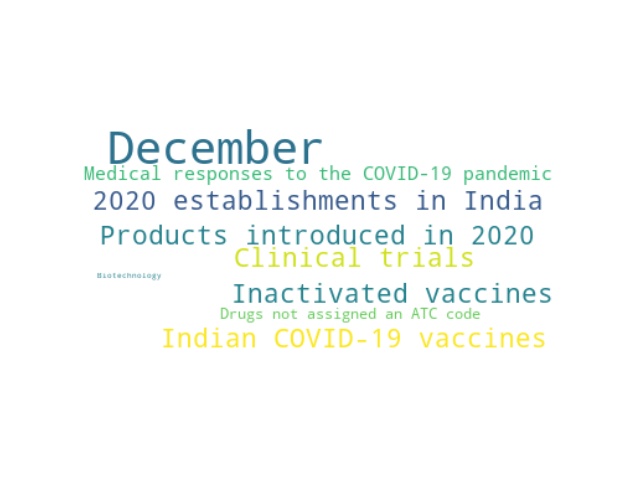 December
Medical responses to the COVID-19 pandemic
2020 establishments in India
Products introduced in 2020
Clinical trials
Biotechnology
Inactivated vaccines
Drugs not assigned an ATC code
Indian COVID-19 vaccines